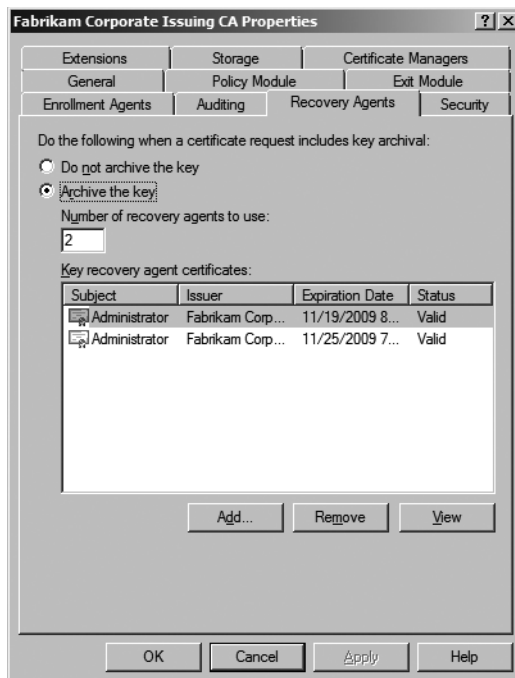 Fabrikam Corporate Issuing CA Properties ? X
Extensions Storage Certificate Managers
General Policy Module Exit Module
Enrollment Agents Auditing Recovery Agents Security
Do the following when a certificate request includes key archival:
Do not archive the key
Archive the key
Number of recovery agents to use:
2
Key recovery agent certificates:
Subject Issuer Expiration Date Status
Administrator Fabrikam Corp... 11/19/2009 8... Valid
Administrator Fabrikam Corp... 11/25/2009 7... Valid
Add... Remove View
OK Cancel Apply Help